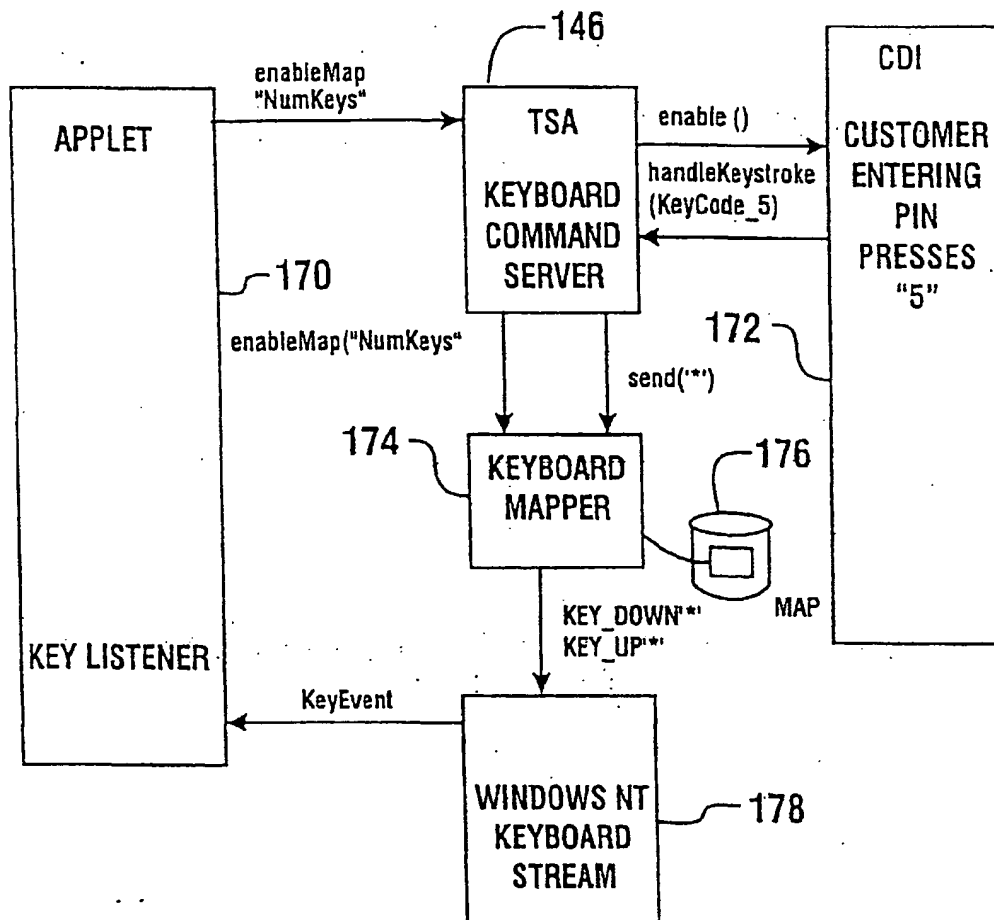 146
enableMap
"NumKeys"
APPLET
TSA
KEYBOARD
COMMAND
SERVER
enable ()
handleKeystroke
(KeyCode_5)
CDI
CUSTOMER
ENTERING
PIN
PRESSES
"5"
170
172
enableMap("NumKeys"
send('*')
174
KEYBOARD
MAPPER
176
MAP
KEY_DOWN'*'
KEY_UP'*'
KEY LISTENER
KeyEvent
WINDOWS NT
KEYBOARD
STREAM
178